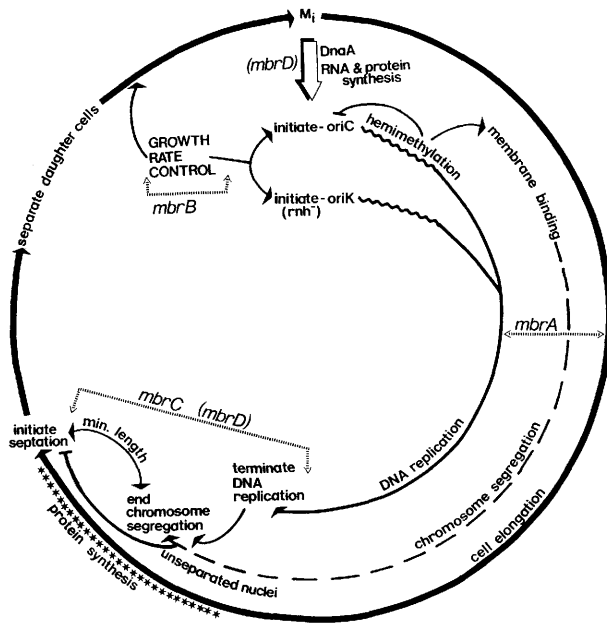 Mi
(mbrD)
DnaA
RNA & protein
synthesis
separate daughter cells
GROWTH
RATE
CONTROL
mbrB
initiate-oriC
hemimethylation
membrane binding
initiate-oriK
(rnh⁻)
mbrA
mbrC (mbrD)
initiate
septation
min. length
terminate
DNA
replication
end
chromosome
segregation
DNA replication
chromosome segregation
cell elongation
unseparated nuclei
protein synthesis